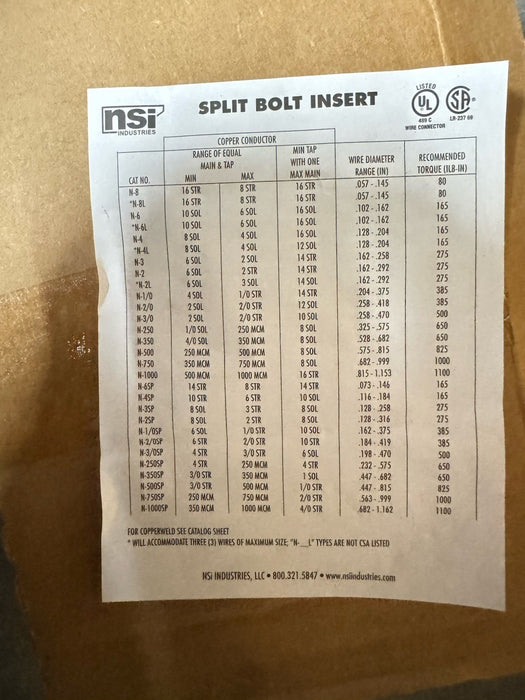 nsi
INDUSTRIES
SPLIT BOLT INSERT
LISTED
UL
489 C
WIRE CONNECTOR
SA
LR-237 69
COPPER CONDUCTOR
RANGE OF EQUAL MAIN & TAP
MIN TAP WITH ONE MAX MAIN
WIRE DIAMETER RANGE (IN)
RECOMMENDED TORQUE (ILB-IN)
CAT NO. MIN MAX
N-8 16 STR 8 STR 16 STR .057 - .145 80
*N-8L 16 STR 8 STR 16 STR .057 - .145 80
N-6 10 SOL 6 SOL 16 SOL .102 - .162 165
*N-6L 10 SOL 6 SOL 16 SOL .102 - .162 165
N-4 8 SOL 4 SOL 16 SOL .128 - .204 165
*N-4L 8 SOL 4 SOL 12 SOL .128 - .204 165
N-3 6 SOL 2 SOL 14 STR .162 - .258 275
N-2 6 SOL 2 STR 14 STR .162 - .292 275
*N-2L 6 SOL 3 SOL 14 STR .162 - .292 275
N-1/0 4 SOL 1/0 STR 14 STR .204 - .375 385
N-2/0 2 SOL 2/0 STR 12 SOL .258 - .418 385
N-3/0 2 SOL 2/0 STR 10 SOL .258 - .470 500
N-250 1/0 SOL 250 MCM 8 SOL .325 - .575 650
N-350 4/0 SOL 350 MCM 8 SOL .528 - .682 650
N-500 250 MCM 500 MCM 8 SOL .575 - .815 825
N-750 350 MCM 750 MCM 8 SOL .682 - .999 1000
N-1000 500 MCM 1000 MCM 16 STR .815 - 1.153 1100
N-6SP 14 STR 8 STR 14 STR .073 - .146 165
N-4SP 10 STR 6 STR 16 SOL .116 - .184 165
N-3SP 8 SOL 3 STR 8 SOL .128 - .258 275
N-2SP 8 SOL 2 STR 8 SOL .128 - .316 275
N-1/0SP 6 SOL 1/0 STR 10 SOL .162 - .375 385
N-2/0SP 6 STR 2/0 STR 10 STR .184 - .419 385
N-3/0SP 4 STR 3/0 STR 6 SOL .198 - .470 500
N-250SP 4 STR 250 MCM 4 STR .232 - .575 650
N-350SP 3/0 STR 350 MCM 1 SOL .447 - .682 650
N-500SP 3/0 STR 500 MCM 1/0 STR .447 - .815 825
N-750SP 250 MCM 750 MCM 2/0 STR .563 - .999 1000
N-1000SP 350 MCM 1000 MCM 4/0 STR .682 - 1.162 1100
FOR COPPERWELD SEE CATALOG SHEET
* WILL ACCOMMODATE THREE (3) WIRES OF MAXIMUM SIZE; "N-__L" TYPES ARE NOT CSA LISTED
NSi INDUSTRIES, LLC • 800.321.5847 • www.nsiindustries.com